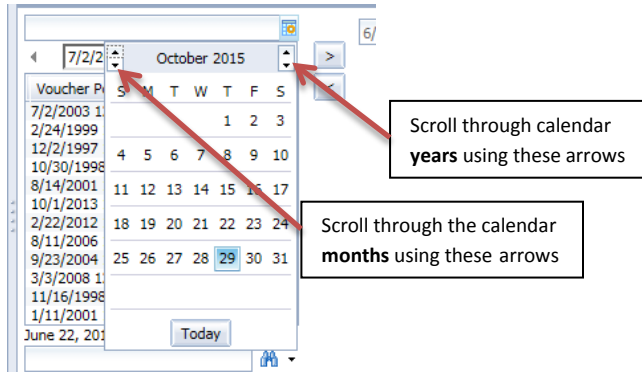 6/
7/2/2
October 2015
>
Voucher
S M T W T F S
1 2 3
4 5 6 7 8 9 10
11 12 13 14 15 16 17
18 19 20 21 22 23 24
25 26 27 28 29 30 31
Today
7/2/2003 1
2/24/1999
12/2/1997
10/30/1998
8/14/2001
10/1/2013
2/22/2012
8/11/2006
9/23/2004
3/3/2008 1
11/16/1998
1/11/2001
June 22, 201
Scroll through calendar
years using these arrows
Scroll through the calendar
months using these arrows